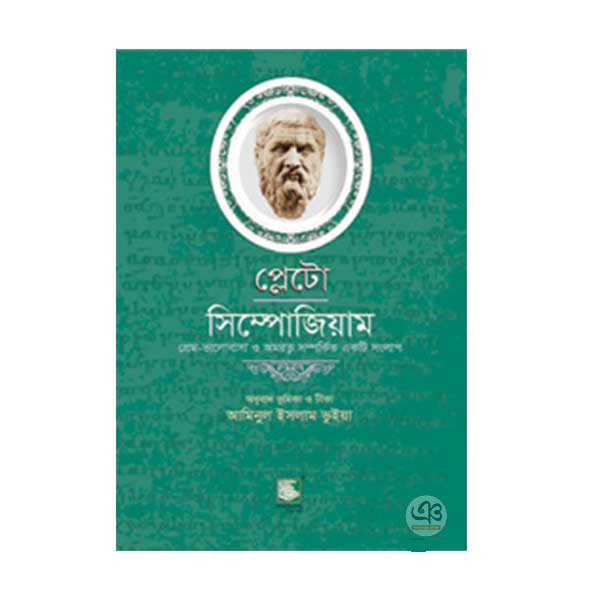 প্লেটো
সিম্পোজিয়াম
প্রেম-ভালোবাসা ও অমরত্ব সম্পর্কিত একটি সংলাপ
অনুবাদ ভূমিকা ও টীকা
আমিনুল ইসলাম ভুইয়া